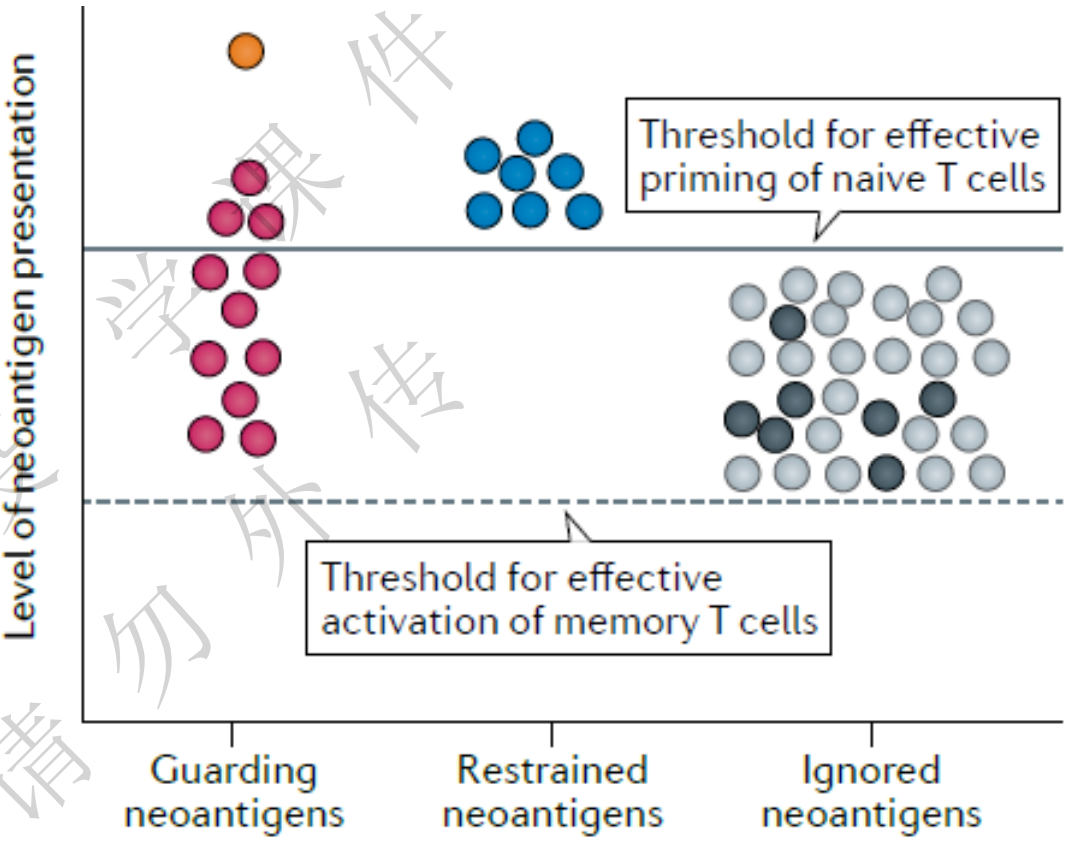 Level of neoantigen presentation
Threshold for effective
priming of naive T cells
Threshold for effective
activation of memory T cells
Guarding
neoantigens
Restrained
neoantigens
Ignored
neoantigens
学课件
请勿外传